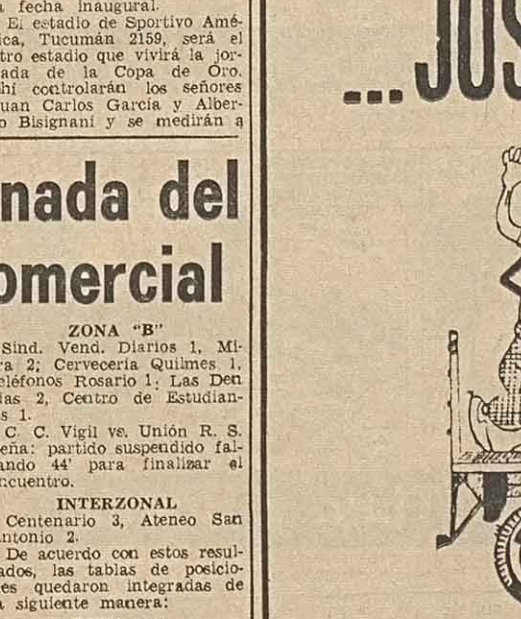 a fecha inaugural.
El estadio de Sportivo Amé-
ica, Tucumán 2159, será el
tro estadio que vivirá la jor-
ada de la Copa de Oro.
hí controlarán los señores
uan Carlos García y Alber-
o Bisignani y se medirán a
nada del
omercial
ZONA "B"
Sind. Vend. Diarios 1, Mi-
ra 2; Cervecería Quilmes 1,
eléfonos Rosario 1; Las Den
ias 2, Centro de Estudian-
s 1.
C. C. Vigil vs. Unión R. S.
eña: partido suspendido fal-
ando 44' para finalizar el
ncuentro.
INTERZONAL
Centenario 3, Ateneo San
ntonio 2.
De acuerdo con estos resul-
ados, las tablas de posicio-
es quedaron integradas de
a siguiente manera:
...JOS